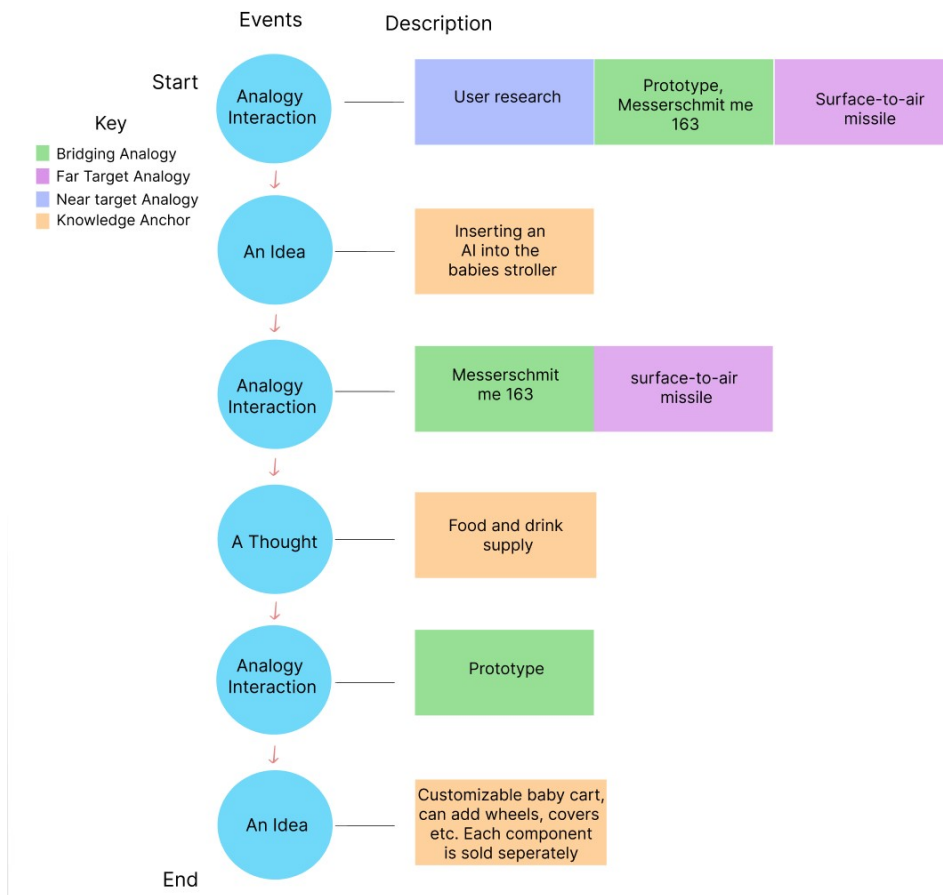 Events
Description
Start
Analogy
Interaction
User research
Prototype,
Messerschmit me
163
Surface-to-air
missile
Key
Bridging Analogy
Far Target Analogy
Near target Analogy
Knowledge Anchor
An Idea
Inserting an
AI into the
babies stroller
Analogy
Interaction
Messerschmit
me 163
surface-to-air
missile
A Thought
Food and drink
supply
Analogy
Interaction
Prototype
An Idea
Customizable baby cart,
can add wheels, covers
etc. Each component
is sold seperately
End